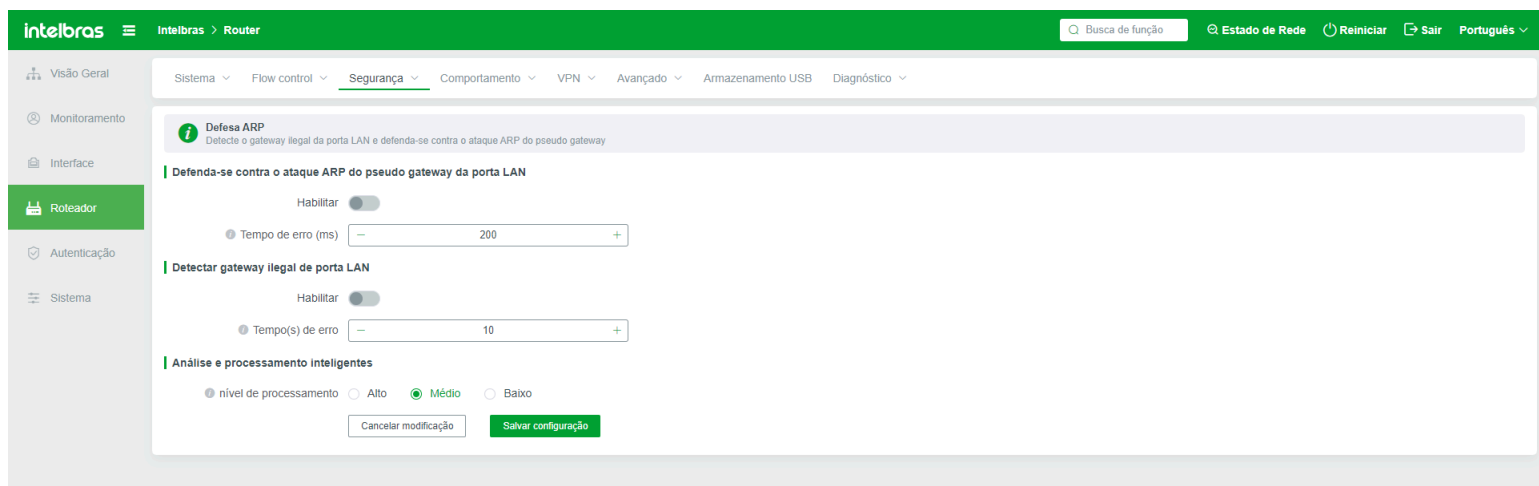 intelbras Intelbras > Router Busca de função Estado de Rede Reiniciar Sair Português
Visão Geral
Monitoramento
Interface
Roteador
Autenticação
Sistema
Sistema Flow control Segurança Comportamento VPN Avançado Armazenamento USB Diagnóstico
Defesa ARP
Detecte o gateway ilegal da porta LAN e defenda-se contra o ataque ARP do pseudo gateway
Defenda-se contra o ataque ARP do pseudo gateway da porta LAN
Habilitar
Tempo de erro (ms) − 200 +
Detectar gateway ilegal de porta LAN
Habilitar
Tempo(s) de erro − 10 +
Análise e processamento inteligentes
nível de processamento Alto Médio Baixo
Cancelar modificação Salvar configuração